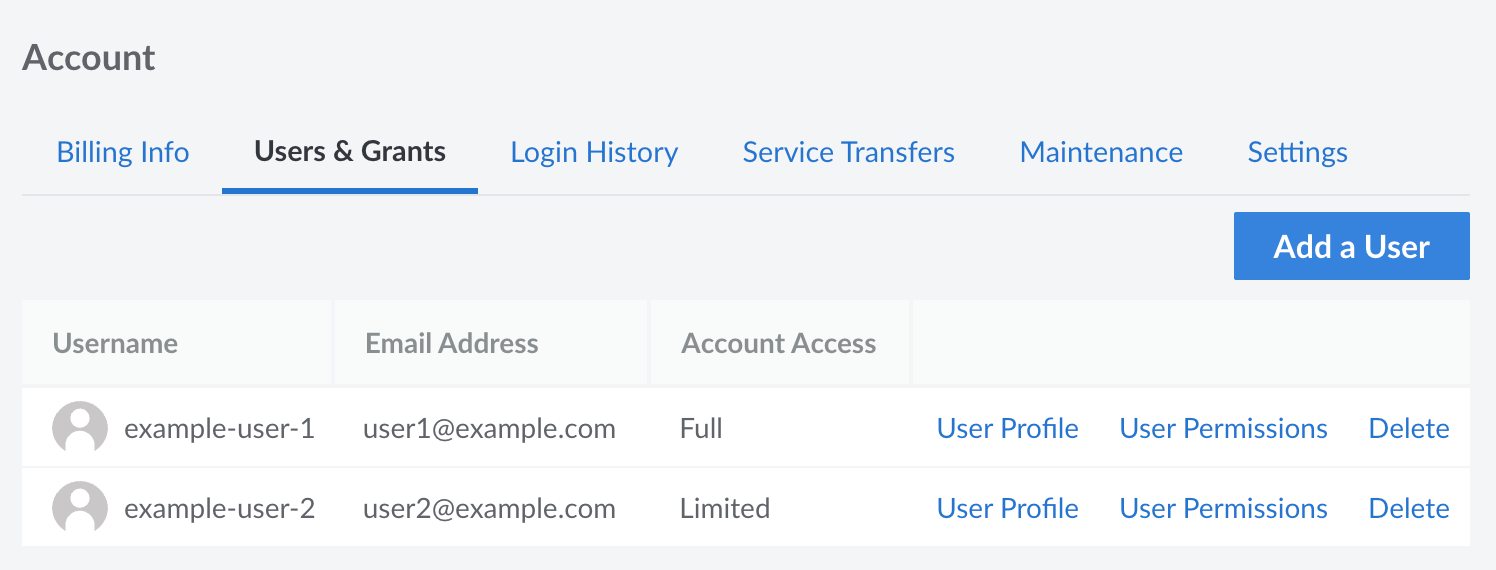 Account
Billing Info Users & Grants Login History Service Transfers Maintenance Settings
Add a User
Username Email Address Account Access
example-user-1 user1@example.com Full User Profile User Permissions Delete
example-user-2 user2@example.com Limited User Profile User Permissions Delete